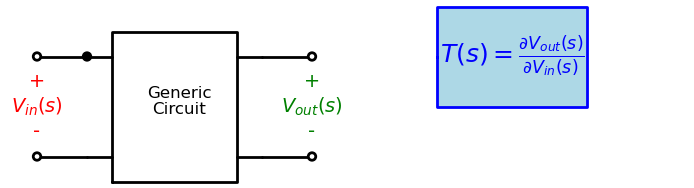 +
V_in(s)
-
Generic
Circuit
+
V_out(s)
-
T(s) = ∂V_out(s)/∂V_in(s)